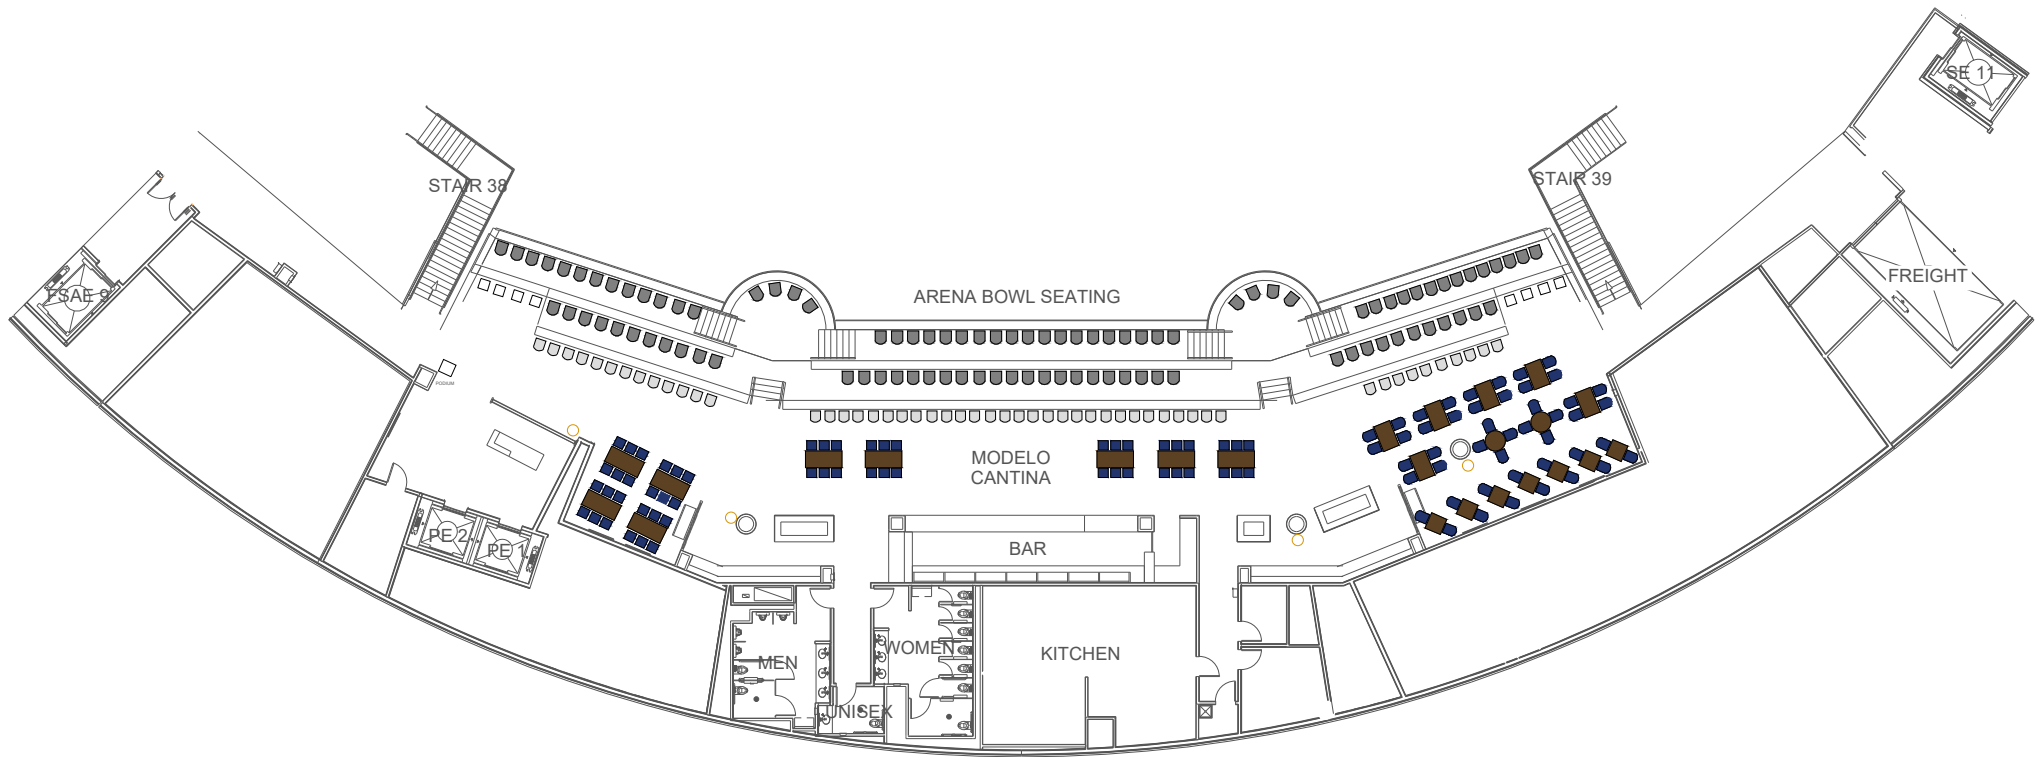 SE 11
STAIR 38
STAIR 39
FSAE 9
ARENA BOWL SEATING
FREIGHT
PODIUM
MODELO
CANTINA
PE 2
PE 1
BAR
MEN
WOMEN
KITCHEN
UNISEX